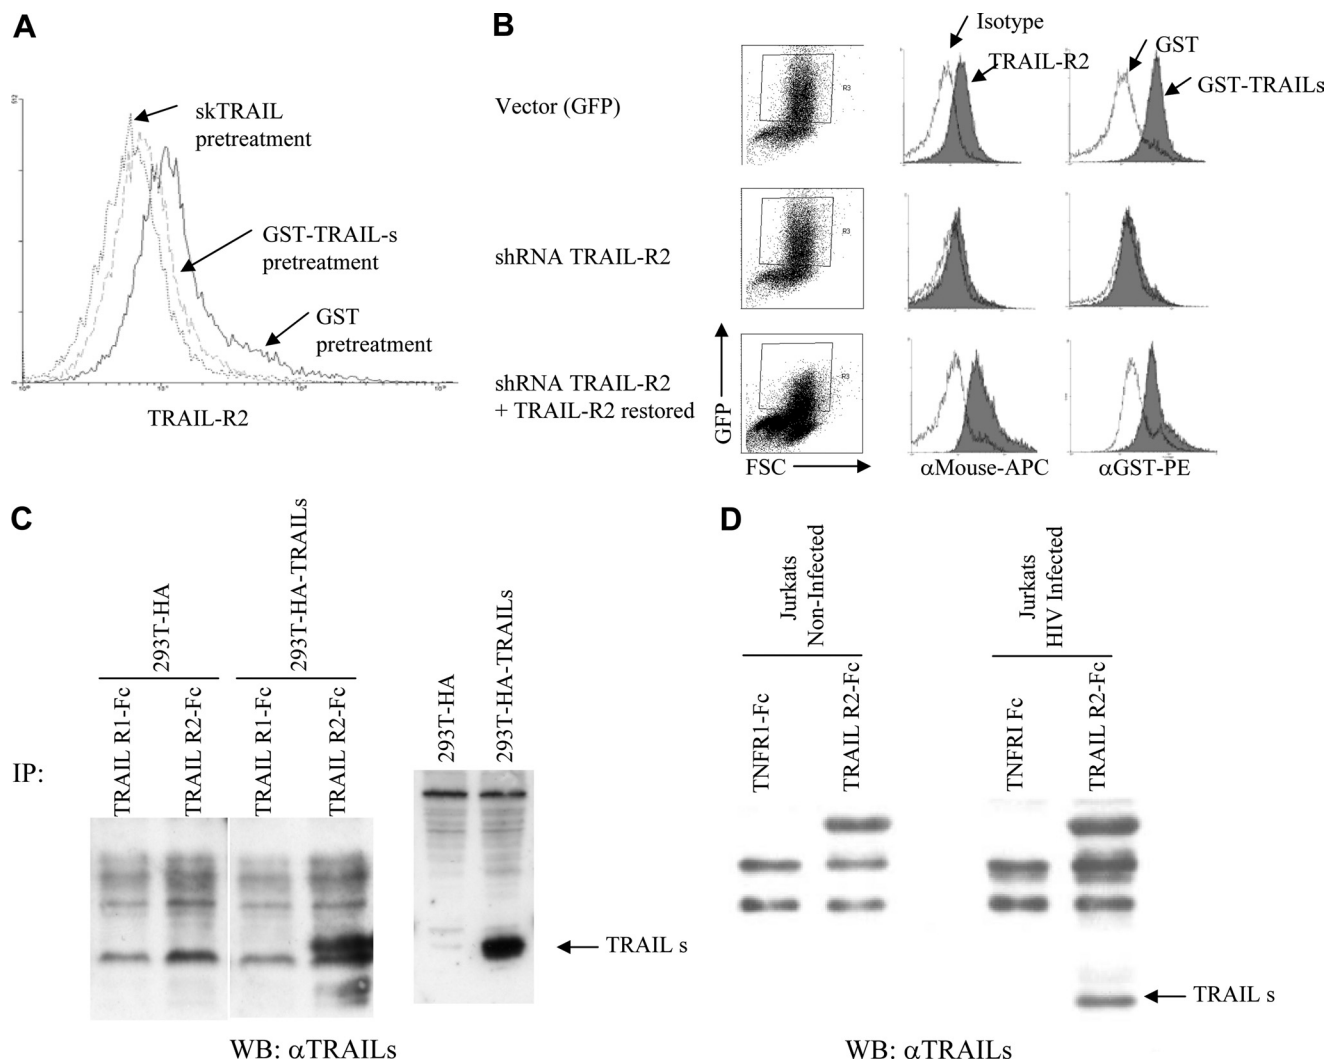 A
skTRAIL
pretreatment
GST-TRAIL-s
pretreatment
GST
pretreatment
TRAIL-R2
B
Isotype
TRAIL-R2
GST
GST-TRAILs
Vector (GFP)
R3
shRNA TRAIL-R2
R3
shRNA TRAIL-R2
+ TRAIL-R2 restored
R3
GFP
FSC
αMouse-APC
αGST-PE
C
293T-HA
293T-HA-TRAILs
IP:
TRAIL R1-Fc
TRAIL R2-Fc
TRAIL R1-Fc
TRAIL R2-Fc
293T-HA
293T-HA-TRAILs
TRAIL s
WB: αTRAILs
D
Jurkats
Non-Infected
Jurkats
HIV Infected
TNFR1-Fc
TRAIL R2-Fc
TNFRI Fc
TRAIL R2-Fc
TRAIL s
WB: αTRAILs